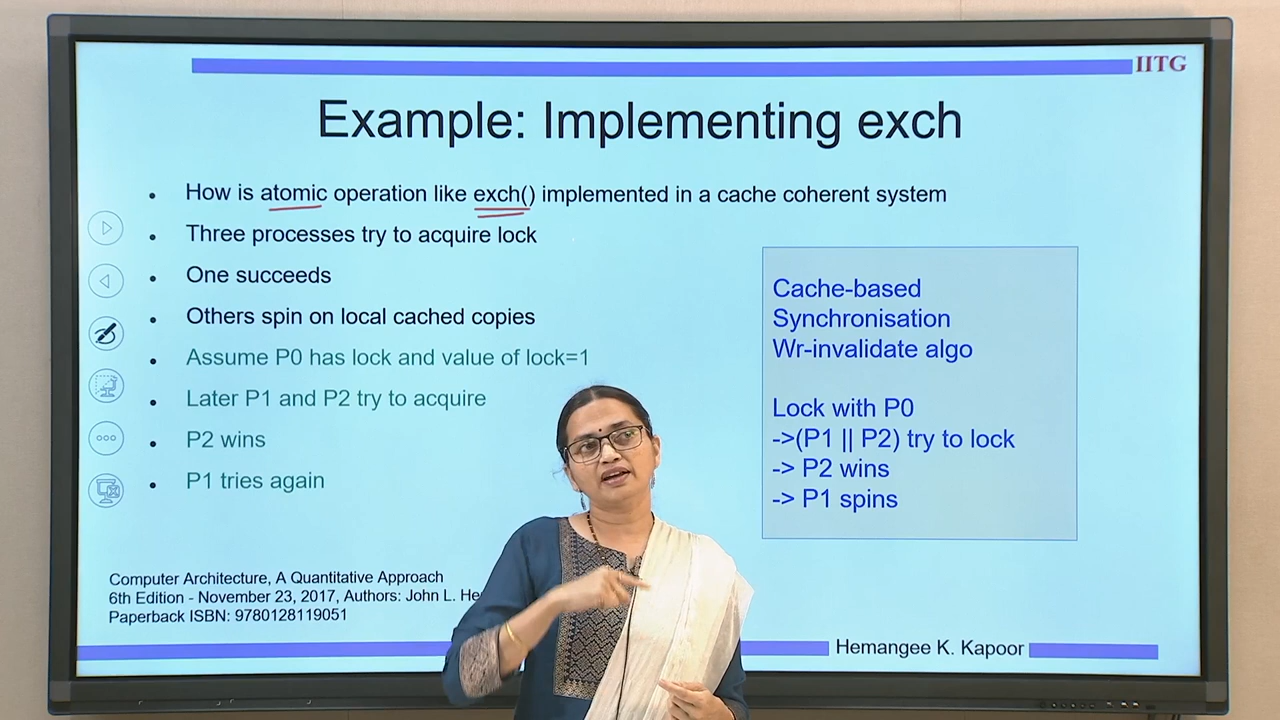 IITG
Example: Implementing exch
• How is atomic operation like exch() implemented in a cache coherent system
• Three processes try to acquire lock
• One succeeds
• Others spin on local cached copies
• Assume P0 has lock and value of lock=1
• Later P1 and P2 try to acquire
• P2 wins
• P1 tries again
Cache-based
Synchronisation
Wr-invalidate algo
Lock with P0
->(P1 || P2) try to lock
-> P2 wins
-> P1 spins
Computer Architecture, A Quantitative Approach
6th Edition - November 23, 2017, Authors: John L.
Paperback ISBN: 9780128119051
Hemangee K. Kapoor